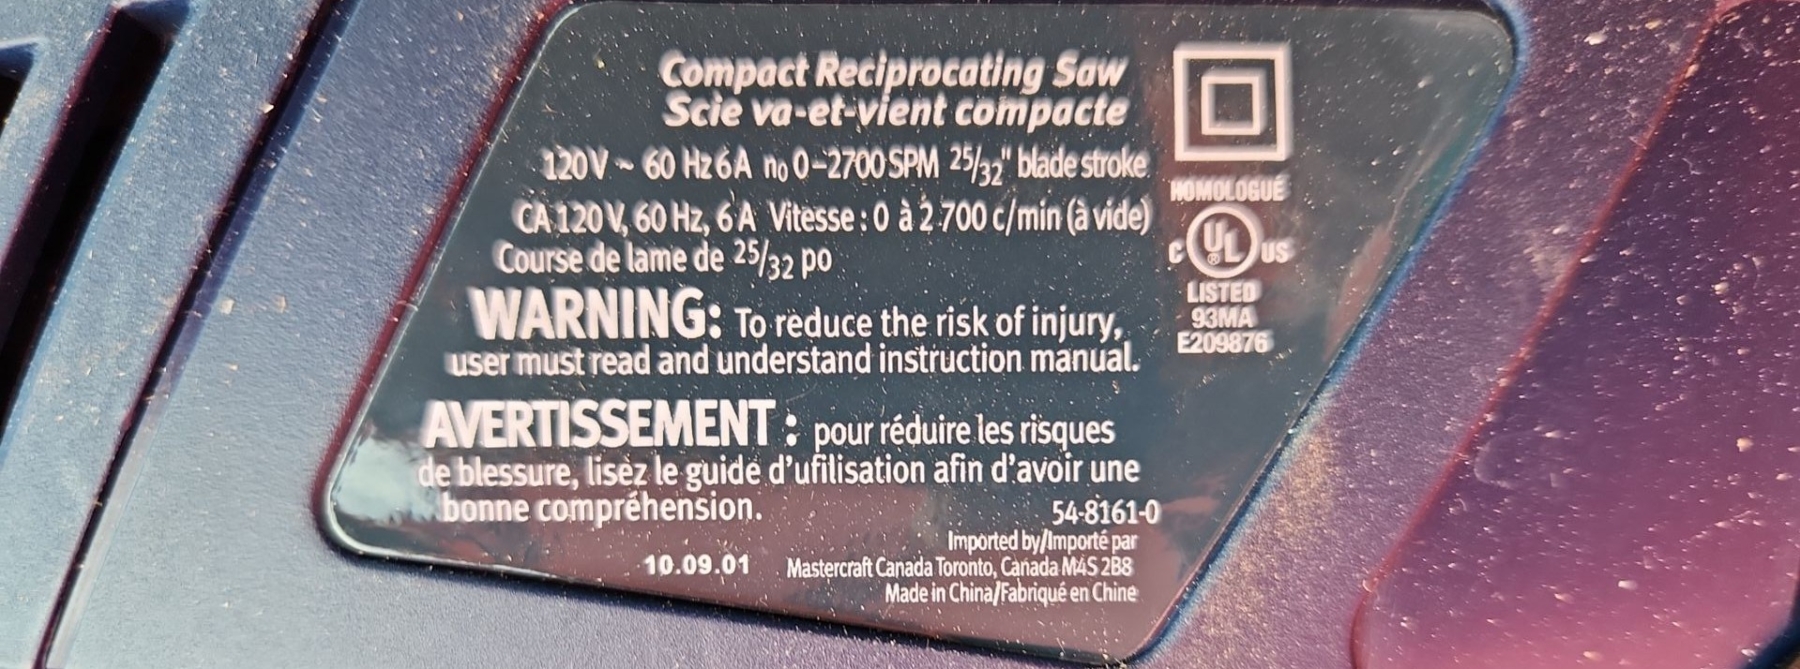 Compact Reciprocating Saw
Scie va-et-vient compacte
120V ~ 60 Hz 6A n₀ 0-2700 SPM 25/32" blade stroke
CA 120 V, 60 Hz, 6 A Vitesse : 0 à 2 700 c/min (à vide)
Course de lame de 25/32 po
WARNING: To reduce the risk of injury,
user must read and understand instruction manual.
AVERTISSEMENT : pour réduire les risques
de blessure, lisez le guide d'ufilisation afin d'avoir une
bonne compréhension.
54-8161-0
Imported by/Importé par
10.09.01 Mastercraft Canada Toronto, Canada M4S 2B8
Made in China/Fabriqué en Chine
HOMOLOGUÉ
C UL® US
LISTED
93MA
E209876